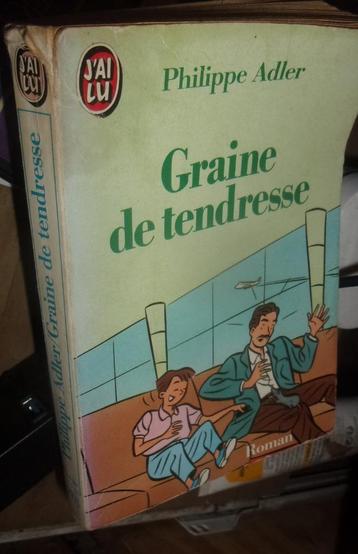 J'AI
LU
Philippe Adler
Graine
de tendresse
Roman
J'AI
LU
Philippe Adler/Graine de tendresse